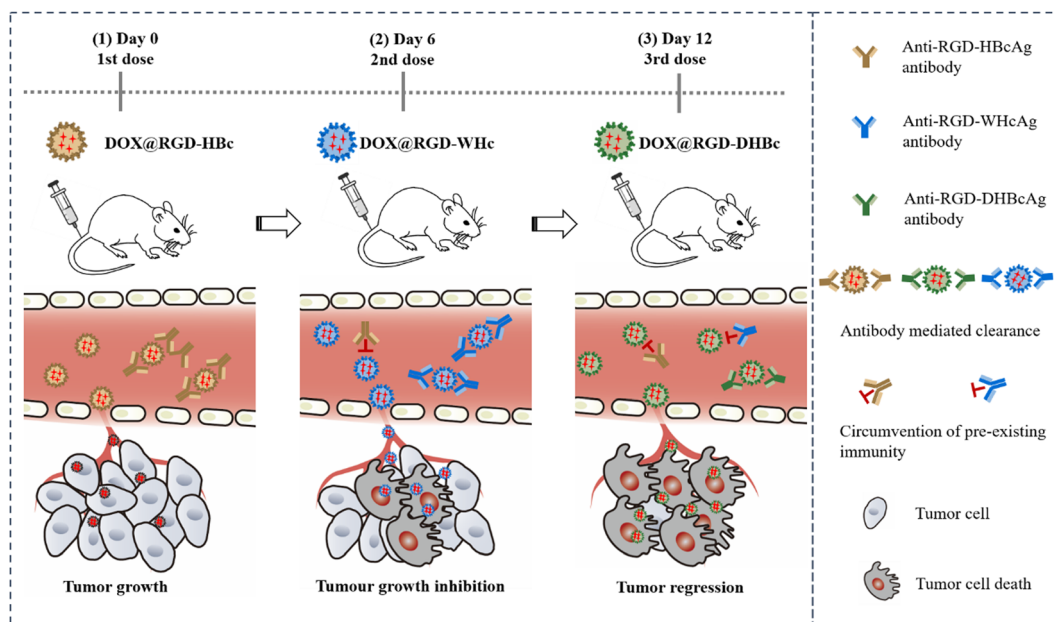 (1) Day 0
1st dose
(2) Day 6
2nd dose
(3) Day 12
3rd dose
DOX@RGD-HBc
DOX@RGD-WHc
DOX@RGD-DHBc
Tumor growth
Tumour growth inhibition
Tumor regression
Anti-RGD-HBcAg
antibody
Anti-RGD-WHcAg
antibody
Anti-RGD-DHBcAg
antibody
Antibody mediated clearance
Circumvention of pre-existing
immunity
Tumor cell
Tumor cell death